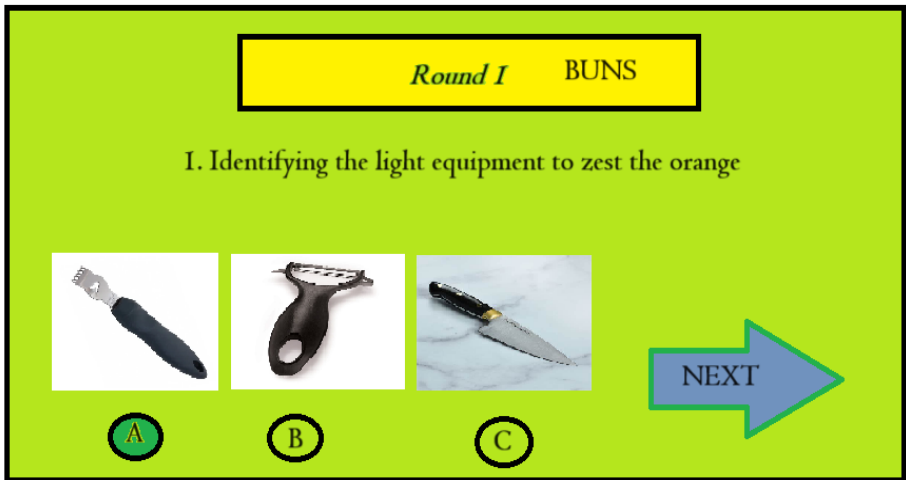 Round 1 BUNS
1. Identifying the light equipment to zest the orange
NEXT
A B C